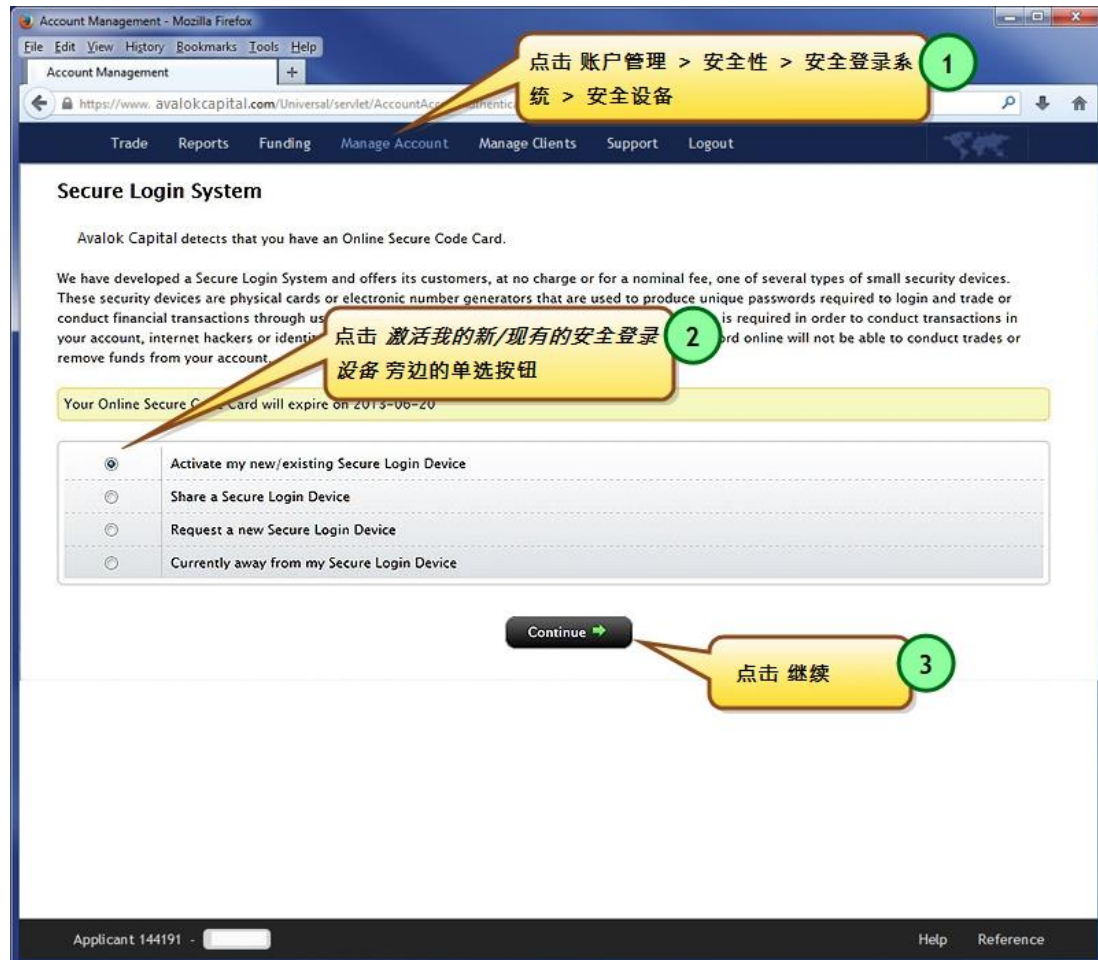 Account Management - Mozilla Firefox
File Edit View History Bookmarks Tools Help
Account Management +
点击 账户管理 > 安全性 > 安全登录系
统 > 安全设备
1
https://www. avalokcapital.com/Universal/servlet/AccountAcc
Trade Reports Funding Manage Account Manage Clients Support Logout
Secure Login System
Avalok Capital detects that you have an Online Secure Code Card.
We have developed a Secure Login System and offers its customers, at no charge or for a nominal fee, one of several types of small security devices.
These security devices are physical cards or electronic number generators that are used to produce unique passwords required to login and trade or
conduct financial transactions through is required in order to conduct transactions in
your account, internet hackers or online will not be able to conduct trades or
remove funds from your account.
点击 激活我的新/现有的安全登录
设备 旁边的单选按钮
2
Your Online Secure Code Card will expire on 2013-06-20
Activate my new/existing Secure Login Device
Share a Secure Login Device
Request a new Secure Login Device
Currently away from my Secure Login Device
Continue
点击 继续
3
Applicant 144191 -
Help Reference